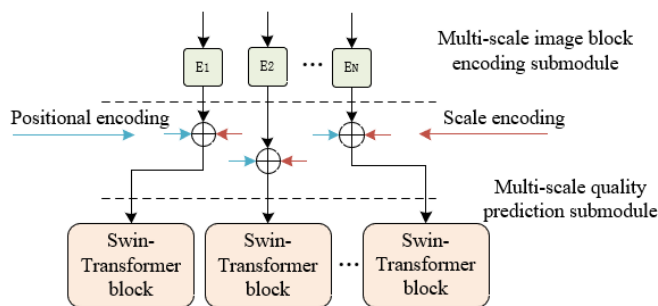 Multi-scale image block
encoding submodule
E1
E2
...
EN
Positional encoding
Scale encoding
Multi-scale quality
prediction submodule
Swin-
Transformer
block
Swin-
Transformer
block
...
Swin-
Transformer
block